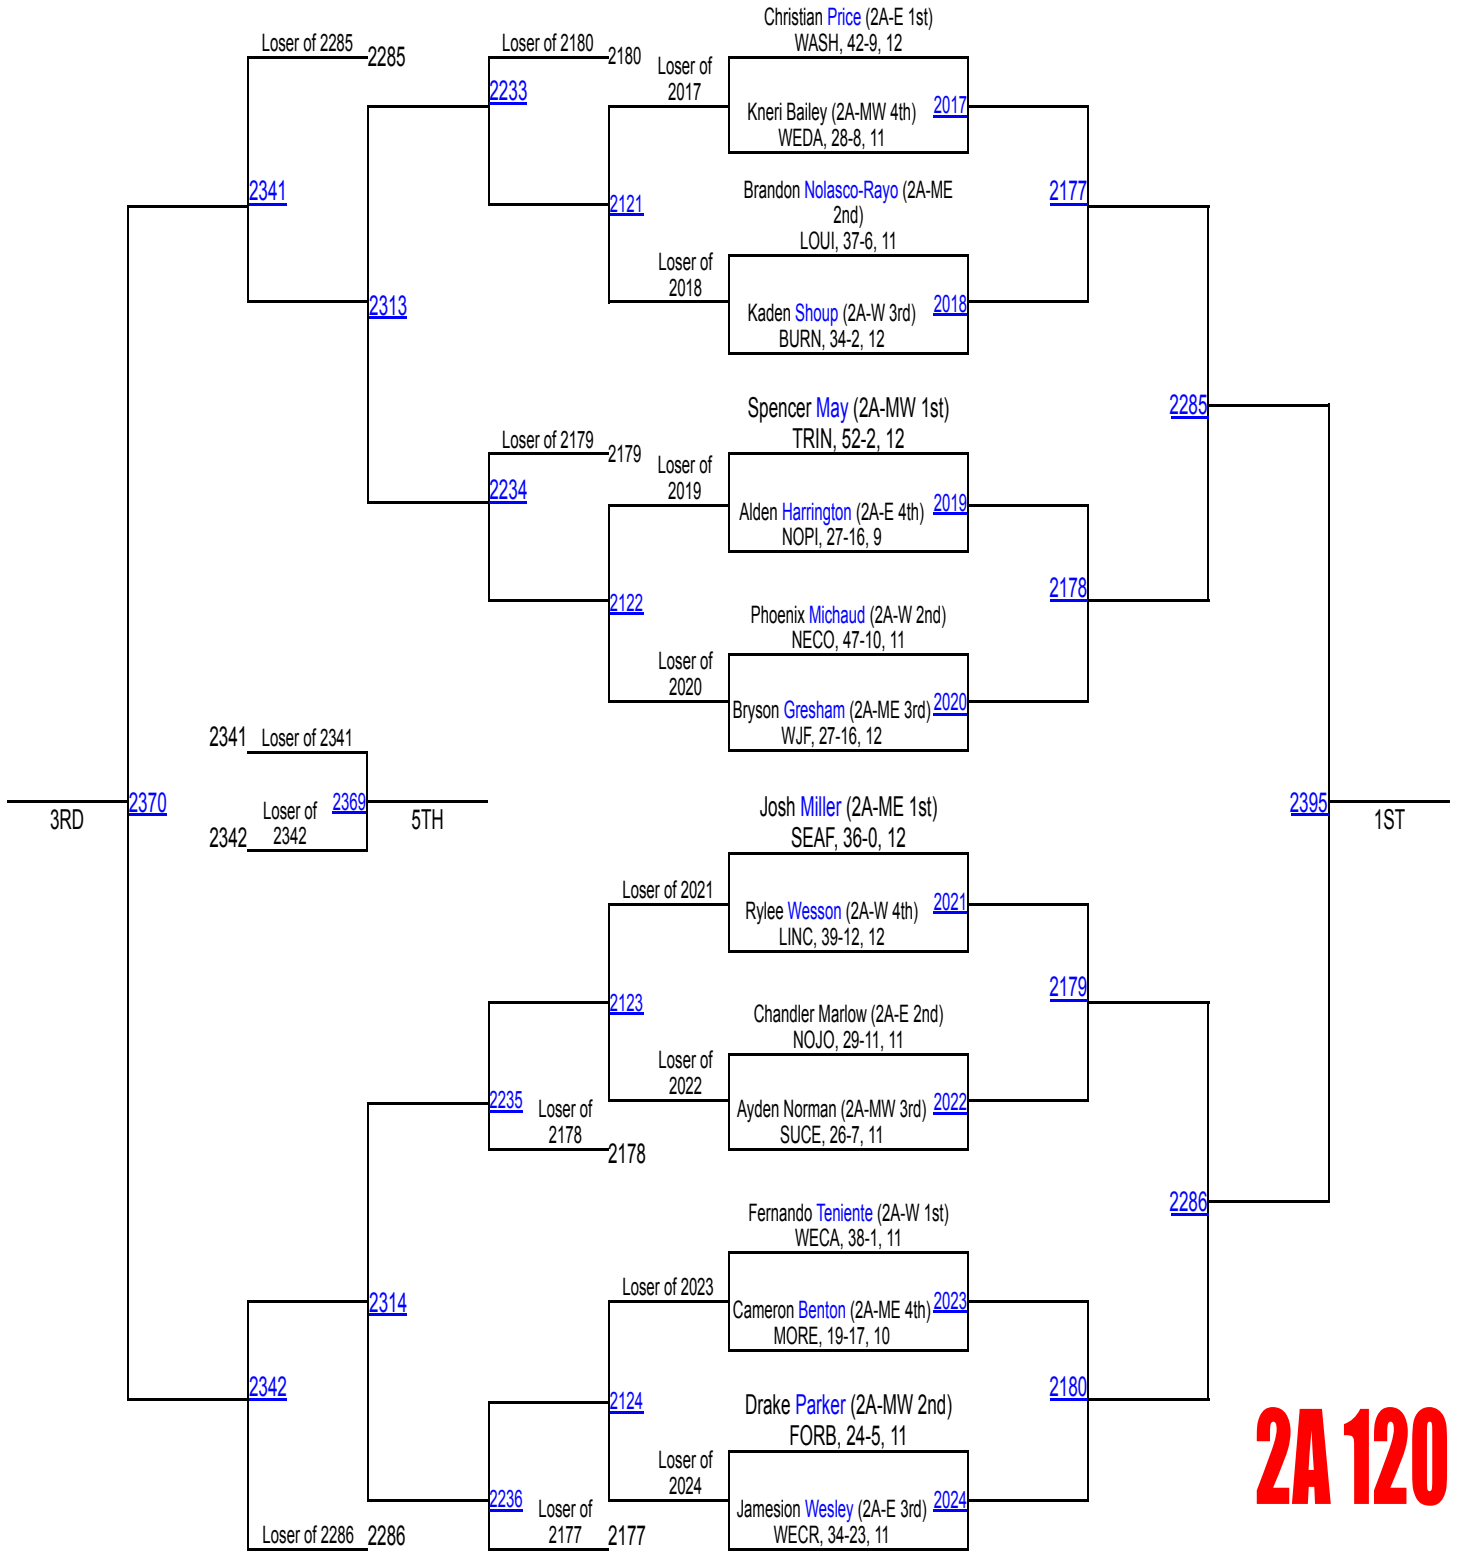 Christian Price (2A-E 1st)
WASH, 42-9, 12
Loser of 2285
2285
Loser of 2180
2180
Loser of
2017
2233
Kneri Bailey (2A-MW 4th)
WEDA, 28-8, 11
2017
2341
2121
Brandon Nolasco-Rayo (2A-ME
2nd)
LOUI, 37-6, 11
2177
Loser of
2018
2313
Kaden Shoup (2A-W 3rd)
BURN, 34-2, 12
2018
Spencer May (2A-MW 1st)
TRIN, 52-2, 12
2285
Loser of 2179
2179
Loser of
2019
2234
Alden Harrington (2A-E 4th)
NOPI, 27-16, 9
2019
2122
Phoenix Michaud (2A-W 2nd)
NECO, 47-10, 11
2178
Loser of
2020
Bryson Gresham (2A-ME 3rd)
WJF, 27-16, 12
2020
2341
Loser of 2341
2370
3RD
2342
Loser of
2342
2369
5TH
Josh Miller (2A-ME 1st)
SEAF, 36-0, 12
2395
1ST
Loser of 2021
Rylee Wesson (2A-W 4th)
LINC, 39-12, 12
2021
2123
Chandler Marlow (2A-E 2nd)
NOJO, 29-11, 11
2179
Loser of
2022
2235
Loser of
2178
2178
Ayden Norman (2A-MW 3rd)
SUCE, 26-7, 11
2022
Fernando Teniente (2A-W 1st)
WECA, 38-1, 11
2286
Loser of 2023
2314
Cameron Benton (2A-ME 4th)
MORE, 19-17, 10
2023
2342
2124
Drake Parker (2A-MW 2nd)
FORB, 24-5, 11
2180
Loser of
2024
2236
Loser of
2177
2177
Jamesion Wesley (2A-E 3rd)
WECR, 34-23, 11
2024
Loser of 2286
2286
2A 120